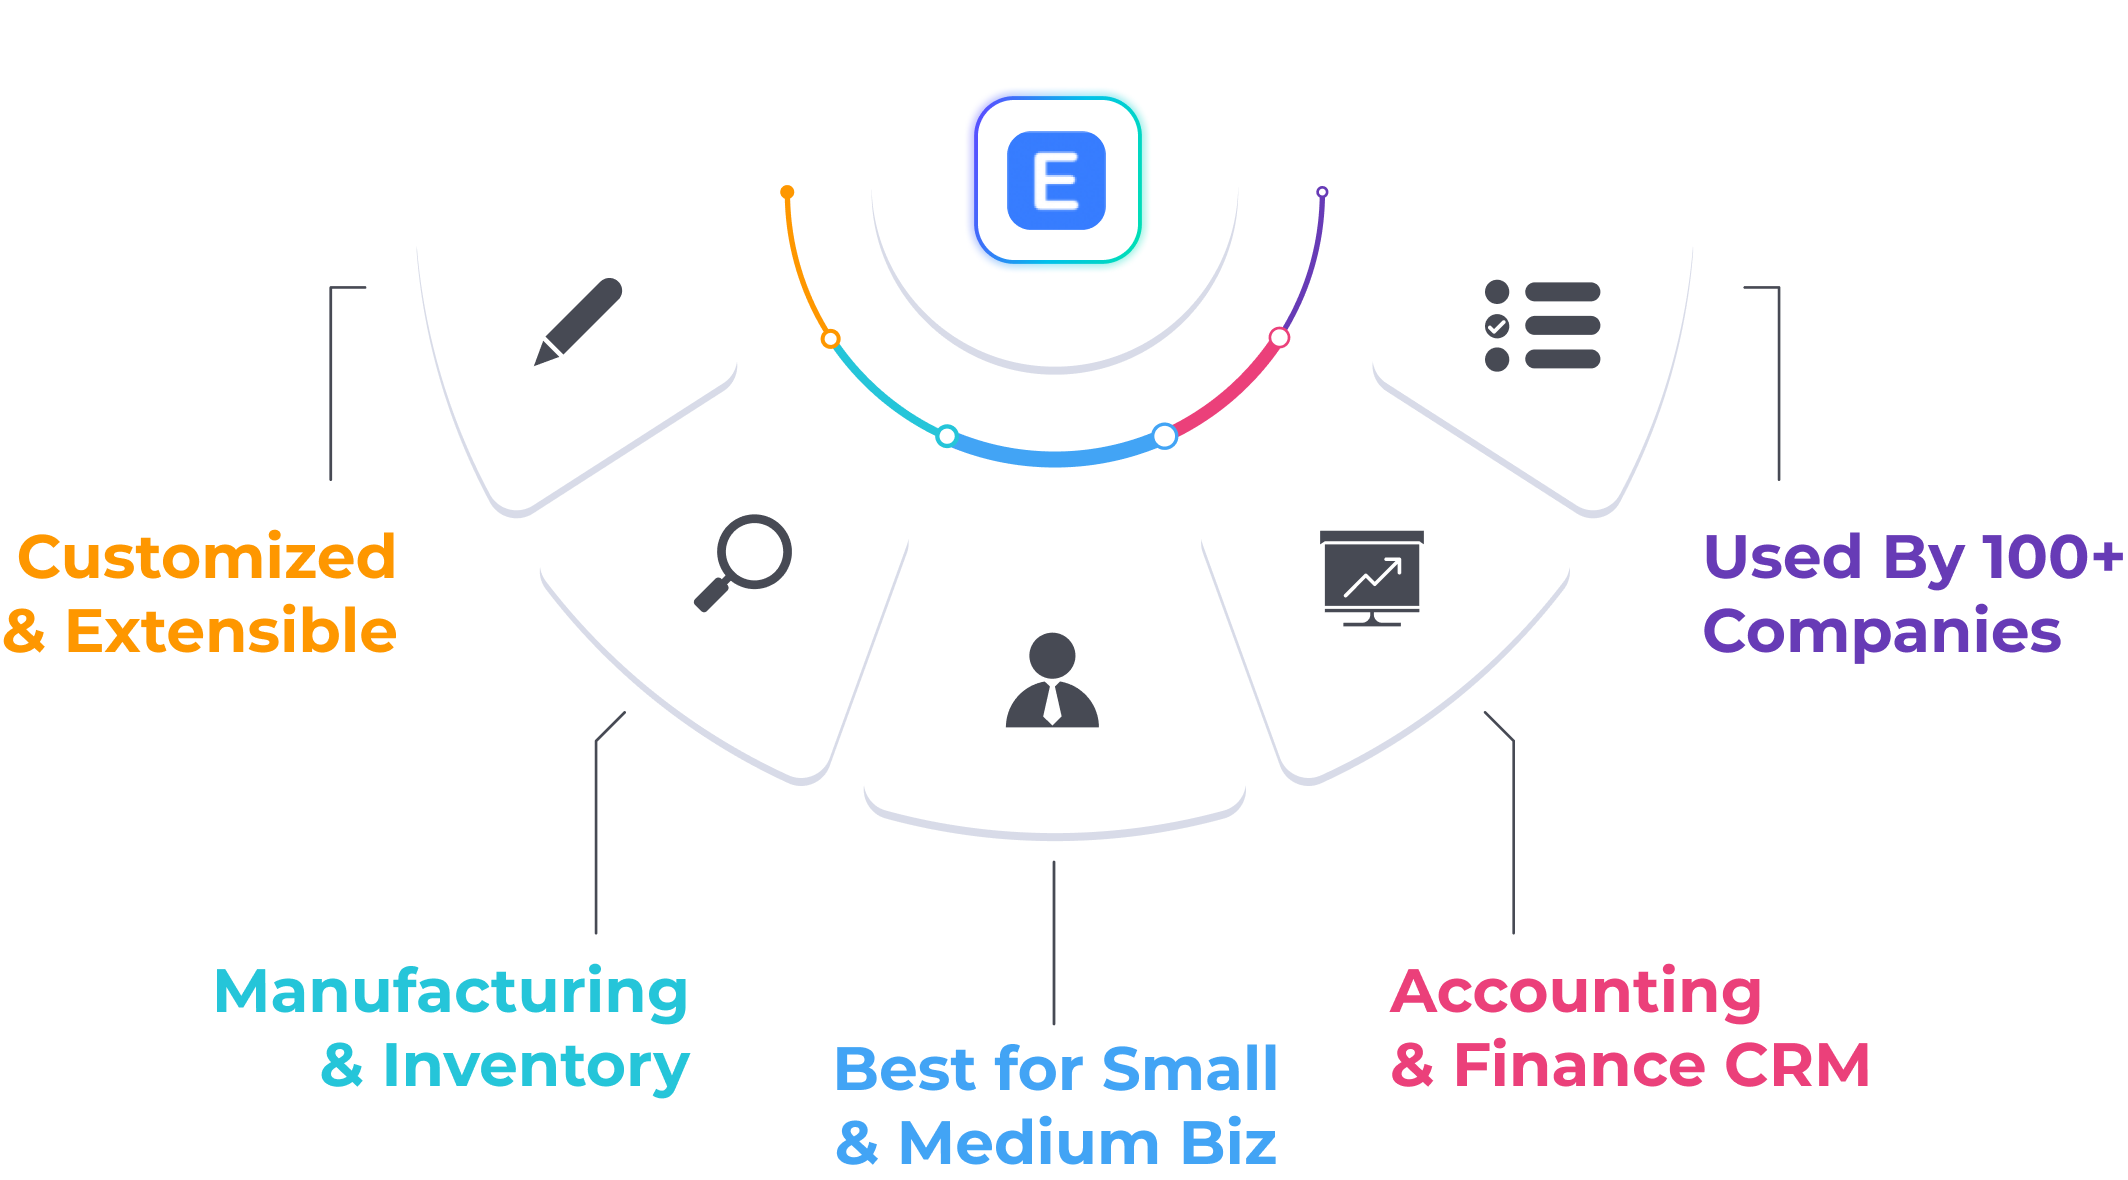 E
Customized
& Extensible
Manufacturing
& Inventory
Best for Small
& Medium Biz
Accounting
& Finance CRM
Used By 100+
Companies